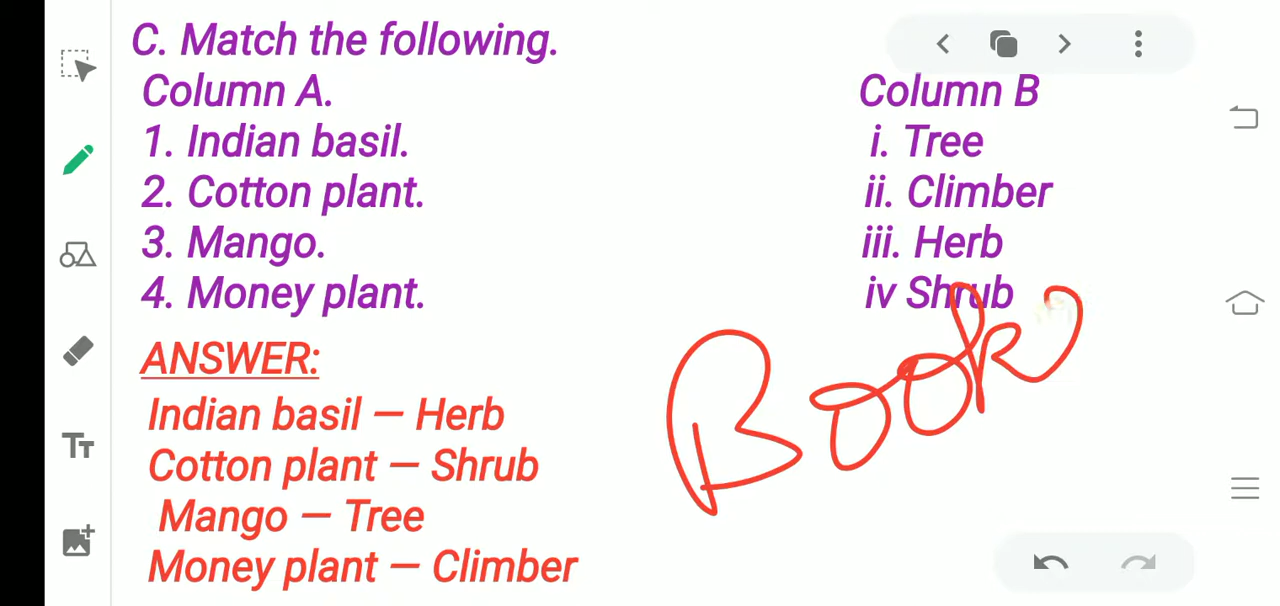 C. Match the following.
Column A.
Column B
1. Indian basil.
i. Tree
2. Cotton plant.
ii. Climber
3. Mango.
iii. Herb
4. Money plant.
iv Shrub
ANSWER:
Indian basil — Herb
Cotton plant — Shrub
Mango — Tree
Money plant — Climber
Book
TT